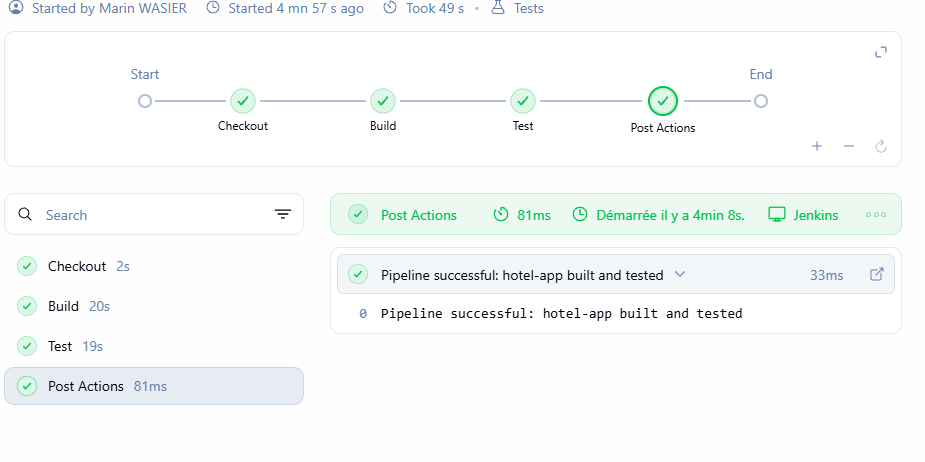 Started by Marin WASIER Started 4 mn 57 s ago Took 49 s • Tests
Start End
Checkout Build Test Post Actions
Search
Post Actions 81ms Démarrée il y a 4min 8s. Jenkins
Checkout 2s
Pipeline successful: hotel-app built and tested 33ms
Build 20s
0 Pipeline successful: hotel-app built and tested
Test 19s
Post Actions 81ms